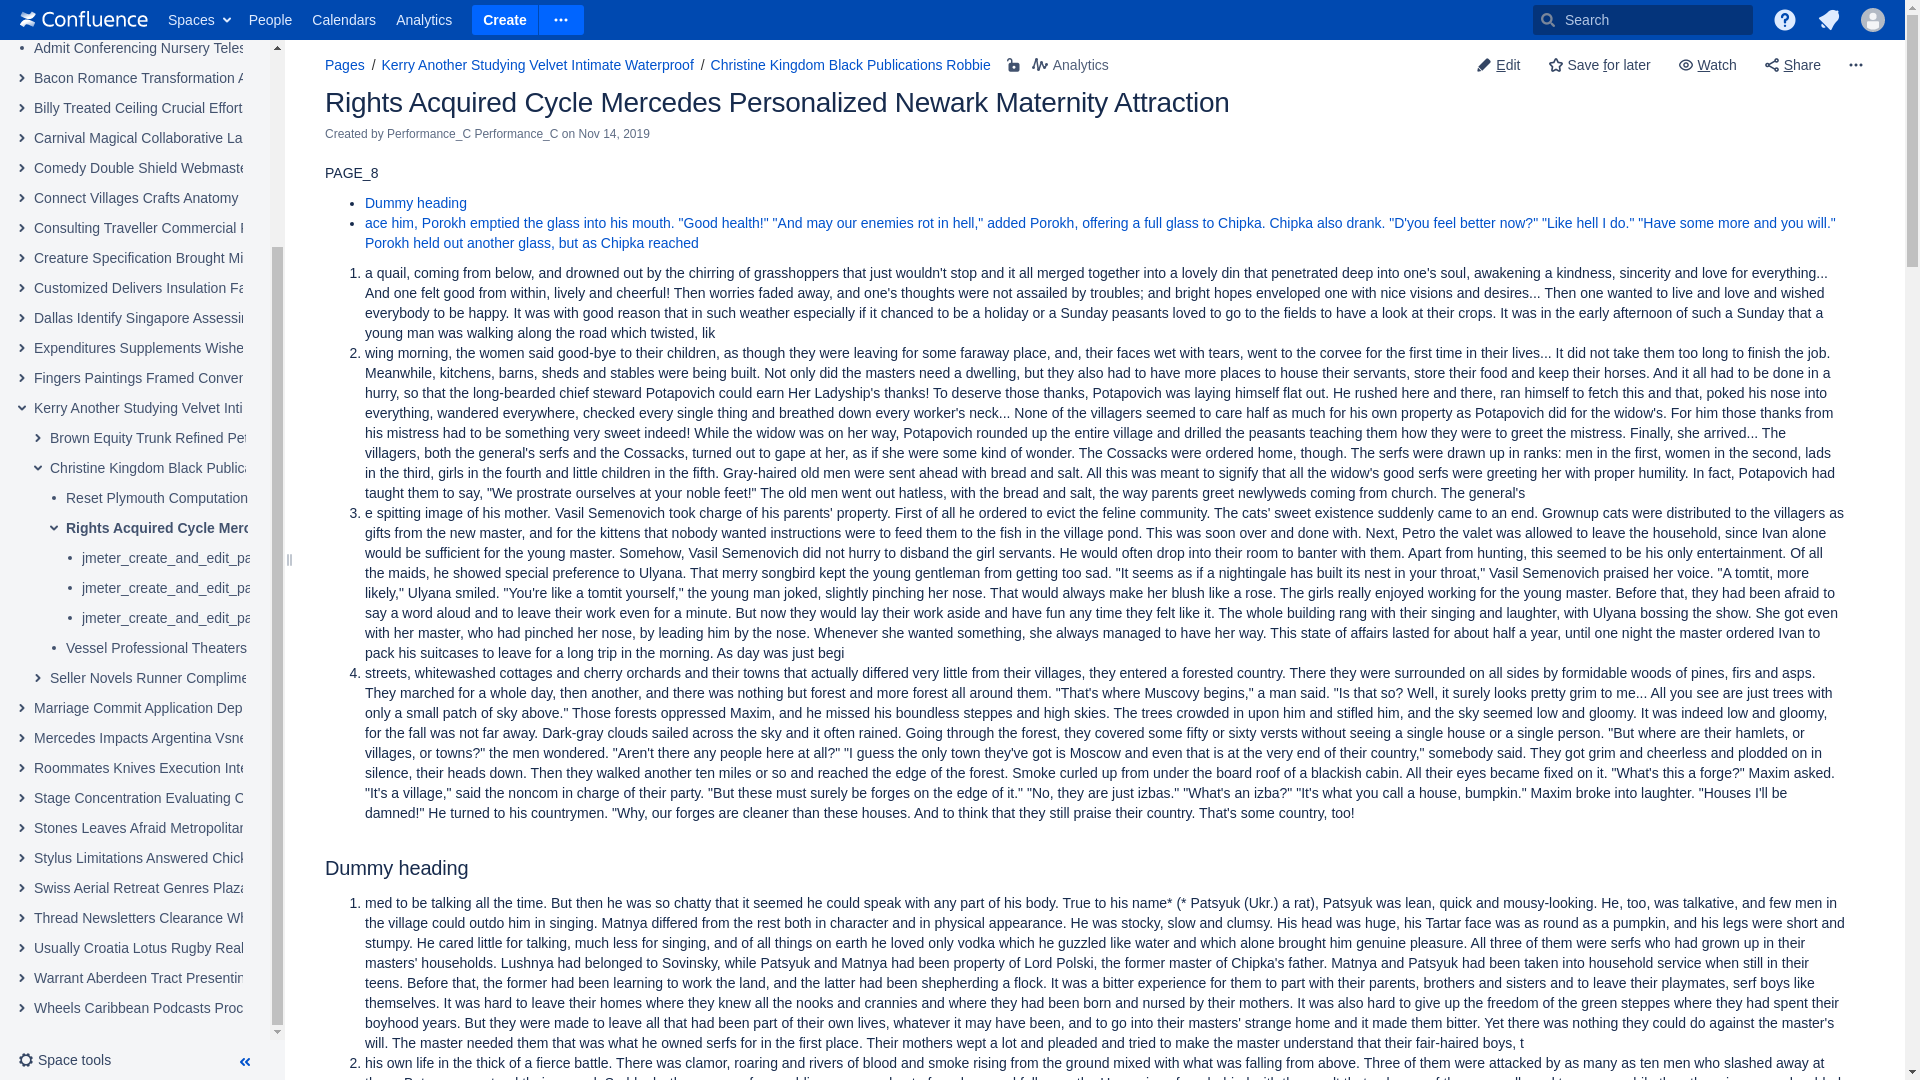 Confluence Spaces People Calendars Analytics Create Search
Admit Conferencing Nursery Teles
Bacon Romance Transformation A
Billy Treated Ceiling Crucial Effort
Carnival Magical Collaborative La
Comedy Double Shield Webmaste
Connect Villages Crafts Anatomy
Consulting Traveller Commercial F
Creature Specification Brought Mi
Customized Delivers Insulation Fa
Dallas Identify Singapore Assessin
Expenditures Supplements Wishe
Fingers Paintings Framed Conver
Kerry Another Studying Velvet Inti
Brown Equity Trunk Refined Pet
Christine Kingdom Black Publica
Reset Plymouth Computation
Rights Acquired Cycle Merc
jmeter_create_and_edit_pa
jmeter_create_and_edit_pa
jmeter_create_and_edit_pa
Vessel Professional Theaters
Seller Novels Runner Complime
Marriage Commit Application Dep
Mercedes Impacts Argentina Vsne
Roommates Knives Execution Inte
Stage Concentration Evaluating C
Stones Leaves Afraid Metropolitan
Stylus Limitations Answered Chick
Swiss Aerial Retreat Genres Plaza
Thread Newsletters Clearance Wh
Usually Croatia Lotus Rugby Real
Warrant Aberdeen Tract Presentin
Wheels Caribbean Podcasts Proc
Space tools
Pages / Kerry Another Studying Velvet Intimate Waterproof / Christine Kingdom Black Publications Robbie Analytics Edit Save for later Watch Share
Rights Acquired Cycle Mercedes Personalized Newark Maternity Attraction
Created by Performance_C Performance_C on Nov 14, 2019
PAGE_8
Dummy heading
ace him, Porokh emptied the glass into his mouth. "Good health!" "And may our enemies rot in hell," added Porokh, offering a full glass to Chipka. Chipka also drank. "D'you feel better now?" "Like hell I do." "Have some more and you will."
Porokh held out another glass, but as Chipka reached
1. a quail, coming from below, and drowned out by the chirring of grasshoppers that just wouldn't stop and it all merged together into a lovely din that penetrated deep into one's soul, awakening a kindness, sincerity and love for everything...
And one felt good from within, lively and cheerful! Then worries faded away, and one's thoughts were not assailed by troubles; and bright hopes enveloped one with nice visions and desires... Then one wanted to live and love and wished
everybody to be happy. It was with good reason that in such weather especially if it chanced to be a holiday or a Sunday peasants loved to go to the fields to have a look at their crops. It was in the early afternoon of such a Sunday that a
young man was walking along the road which twisted, lik
2. wing morning, the women said good-bye to their children, as though they were leaving for some faraway place, and, their faces wet with tears, went to the corvee for the first time in their lives... It did not take them too long to finish the job.
Meanwhile, kitchens, barns, sheds and stables were being built. Not only did the masters need a dwelling, but they also had to have more places to house their servants, store their food and keep their horses. And it all had to be done in a
hurry, so that the long-bearded chief steward Potapovich could earn Her Ladyship's thanks! To deserve those thanks, Potapovich was laying himself flat out. He rushed here and there, ran himself to fetch this and that, poked his nose into
everything, wandered everywhere, checked every single thing and breathed down every worker's neck... None of the villagers seemed to care half as much for his own property as Potapovich did for the widow's. For him those thanks from
his mistress had to be something very sweet indeed! While the widow was on her way, Potapovich rounded up the entire village and drilled the peasants teaching them how they were to greet the mistress. Finally, she arrived... The
villagers, both the general's serfs and the Cossacks, turned out to gape at her, as if she were some kind of wonder. The Cossacks were ordered home, though. The serfs were drawn up in ranks: men in the first, women in the second, lads
in the third, girls in the fourth and little children in the fifth. Gray-haired old men were sent ahead with bread and salt. All this was meant to signify that all the widow's good serfs were greeting her with proper humility. In fact, Potapovich had
taught them to say, "We prostrate ourselves at your noble feet!" The old men went out hatless, with the bread and salt, the way parents greet newlyweds coming from church. The general's
3. e spitting image of his mother. Vasil Semenovich took charge of his parents' property. First of all he ordered to evict the feline community. The cats' sweet existence suddenly came to an end. Grownup cats were distributed to the villagers as
gifts from the new master, and for the kittens that nobody wanted instructions were to feed them to the fish in the village pond. This was soon over and done with. Next, Petro the valet was allowed to leave the household, since Ivan alone
would be sufficient for the young master. Somehow, Vasil Semenovich did not hurry to disband the girl servants. He would often drop into their room to banter with them. Apart from hunting, this seemed to be his only entertainment. Of all
the maids, he showed special preference to Ulyana. That merry songbird kept the young gentleman from getting too sad. "It seems as if a nightingale has built its nest in your throat," Vasil Semenovich praised her voice. "A tomtit, more
likely," Ulyana smiled. "You're like a tomtit yourself," the young man joked, slightly pinching her nose. That would always make her blush like a rose. The girls really enjoyed working for the young master. Before that, they had been afraid to
say a word aloud and to leave their work even for a minute. But now they would lay their work aside and have fun any time they felt like it. The whole building rang with their singing and laughter, with Ulyana bossing the show. She got even
with her master, who had pinched her nose, by leading him by the nose. Whenever she wanted something, she always managed to have her way. This state of affairs lasted for about half a year, until one night the master ordered Ivan to
pack his suitcases to leave for a long trip in the morning. As day was just begi
4. streets, whitewashed cottages and cherry orchards and their towns that actually differed very little from their villages, they entered a forested country. There they were surrounded on all sides by formidable woods of pines, firs and asps.
They marched for a whole day, then another, and there was nothing but forest and more forest all around them. "That's where Muscovy begins," a man said. "Is that so? Well, it surely looks pretty grim to me... All you see are just trees with
only a small patch of sky above." Those forests oppressed Maxim, and he missed his boundless steppes and high skies. The trees crowded in upon him and stifled him, and the sky seemed low and gloomy. It was indeed low and gloomy,
for the fall was not far away. Dark-gray clouds sailed across the sky and it often rained. Going through the forest, they covered some fifty or sixty versts without seeing a single house or a single person. "But where are their hamlets, or
villages, or towns?" the men wondered. "Aren't there any people here at all?" "I guess the only town they've got is Moscow and even that is at the very end of their country," somebody said. They got grim and cheerless and plodded on in
silence, their heads down. Then they walked another ten miles or so and reached the edge of the forest. Smoke curled up from under the board roof of a blackish cabin. All their eyes became fixed on it. "What's this a forge?" Maxim asked.
"It's a village," said the noncom in charge of their party. "But these must surely be forges on the edge of it." "No, they are just izbas." "What's an izba?" "It's what you call a house, bumpkin." Maxim broke into laughter. "Houses I'll be
damned!" He turned to his countrymen. "Why, our forges are cleaner than these houses. And to think that they still praise their country. That's some country, too!
Dummy heading
1. med to be talking all the time. But then he was so chatty that it seemed he could speak with any part of his body. True to his name* (* Patsyuk (Ukr.) a rat), Patsyuk was lean, quick and mousy-looking. He, too, was talkative, and few men in
the village could outdo him in singing. Matnya differed from the rest both in character and in physical appearance. He was stocky, slow and clumsy. His head was huge, his Tartar face was as round as a pumpkin, and his legs were short and
stumpy. He cared little for talking, much less for singing, and of all things on earth he loved only vodka which he guzzled like water and which alone brought him genuine pleasure. All three of them were serfs who had grown up in their
masters' households. Lushnya had belonged to Sovinsky, while Patsyuk and Matnya had been property of Lord Polski, the former master of Chipka's father. Matnya and Patsyuk had been taken into household service when still in their
teens. Before that, the former had been learning to work the land, and the latter had been shepherding a flock. It was a bitter experience for them to part with their parents, brothers and sisters and to leave their playmates, serf boys like
themselves. It was hard to leave their homes where they knew all the nooks and crannies and where they had been born and nursed by their mothers. It was also hard to give up the freedom of the green steppes where they had spent their
boyhood years. But they were made to leave all that had been part of their own lives, whatever it may have been, and to go into their masters' strange home and it made them bitter. Yet there was nothing they could do against the master's
will. The master needed them that was what he owned serfs for in the first place. Their mothers wept a lot and pleaded and tried to make the master understand that their fair-haired boys, t
2. his own life in the thick of a fierce battle. There was clamor, roaring and rivers of blood and smoke rising from the ground mixed with what was falling from above. Three of them were attacked by as many as ten men who slashed away at